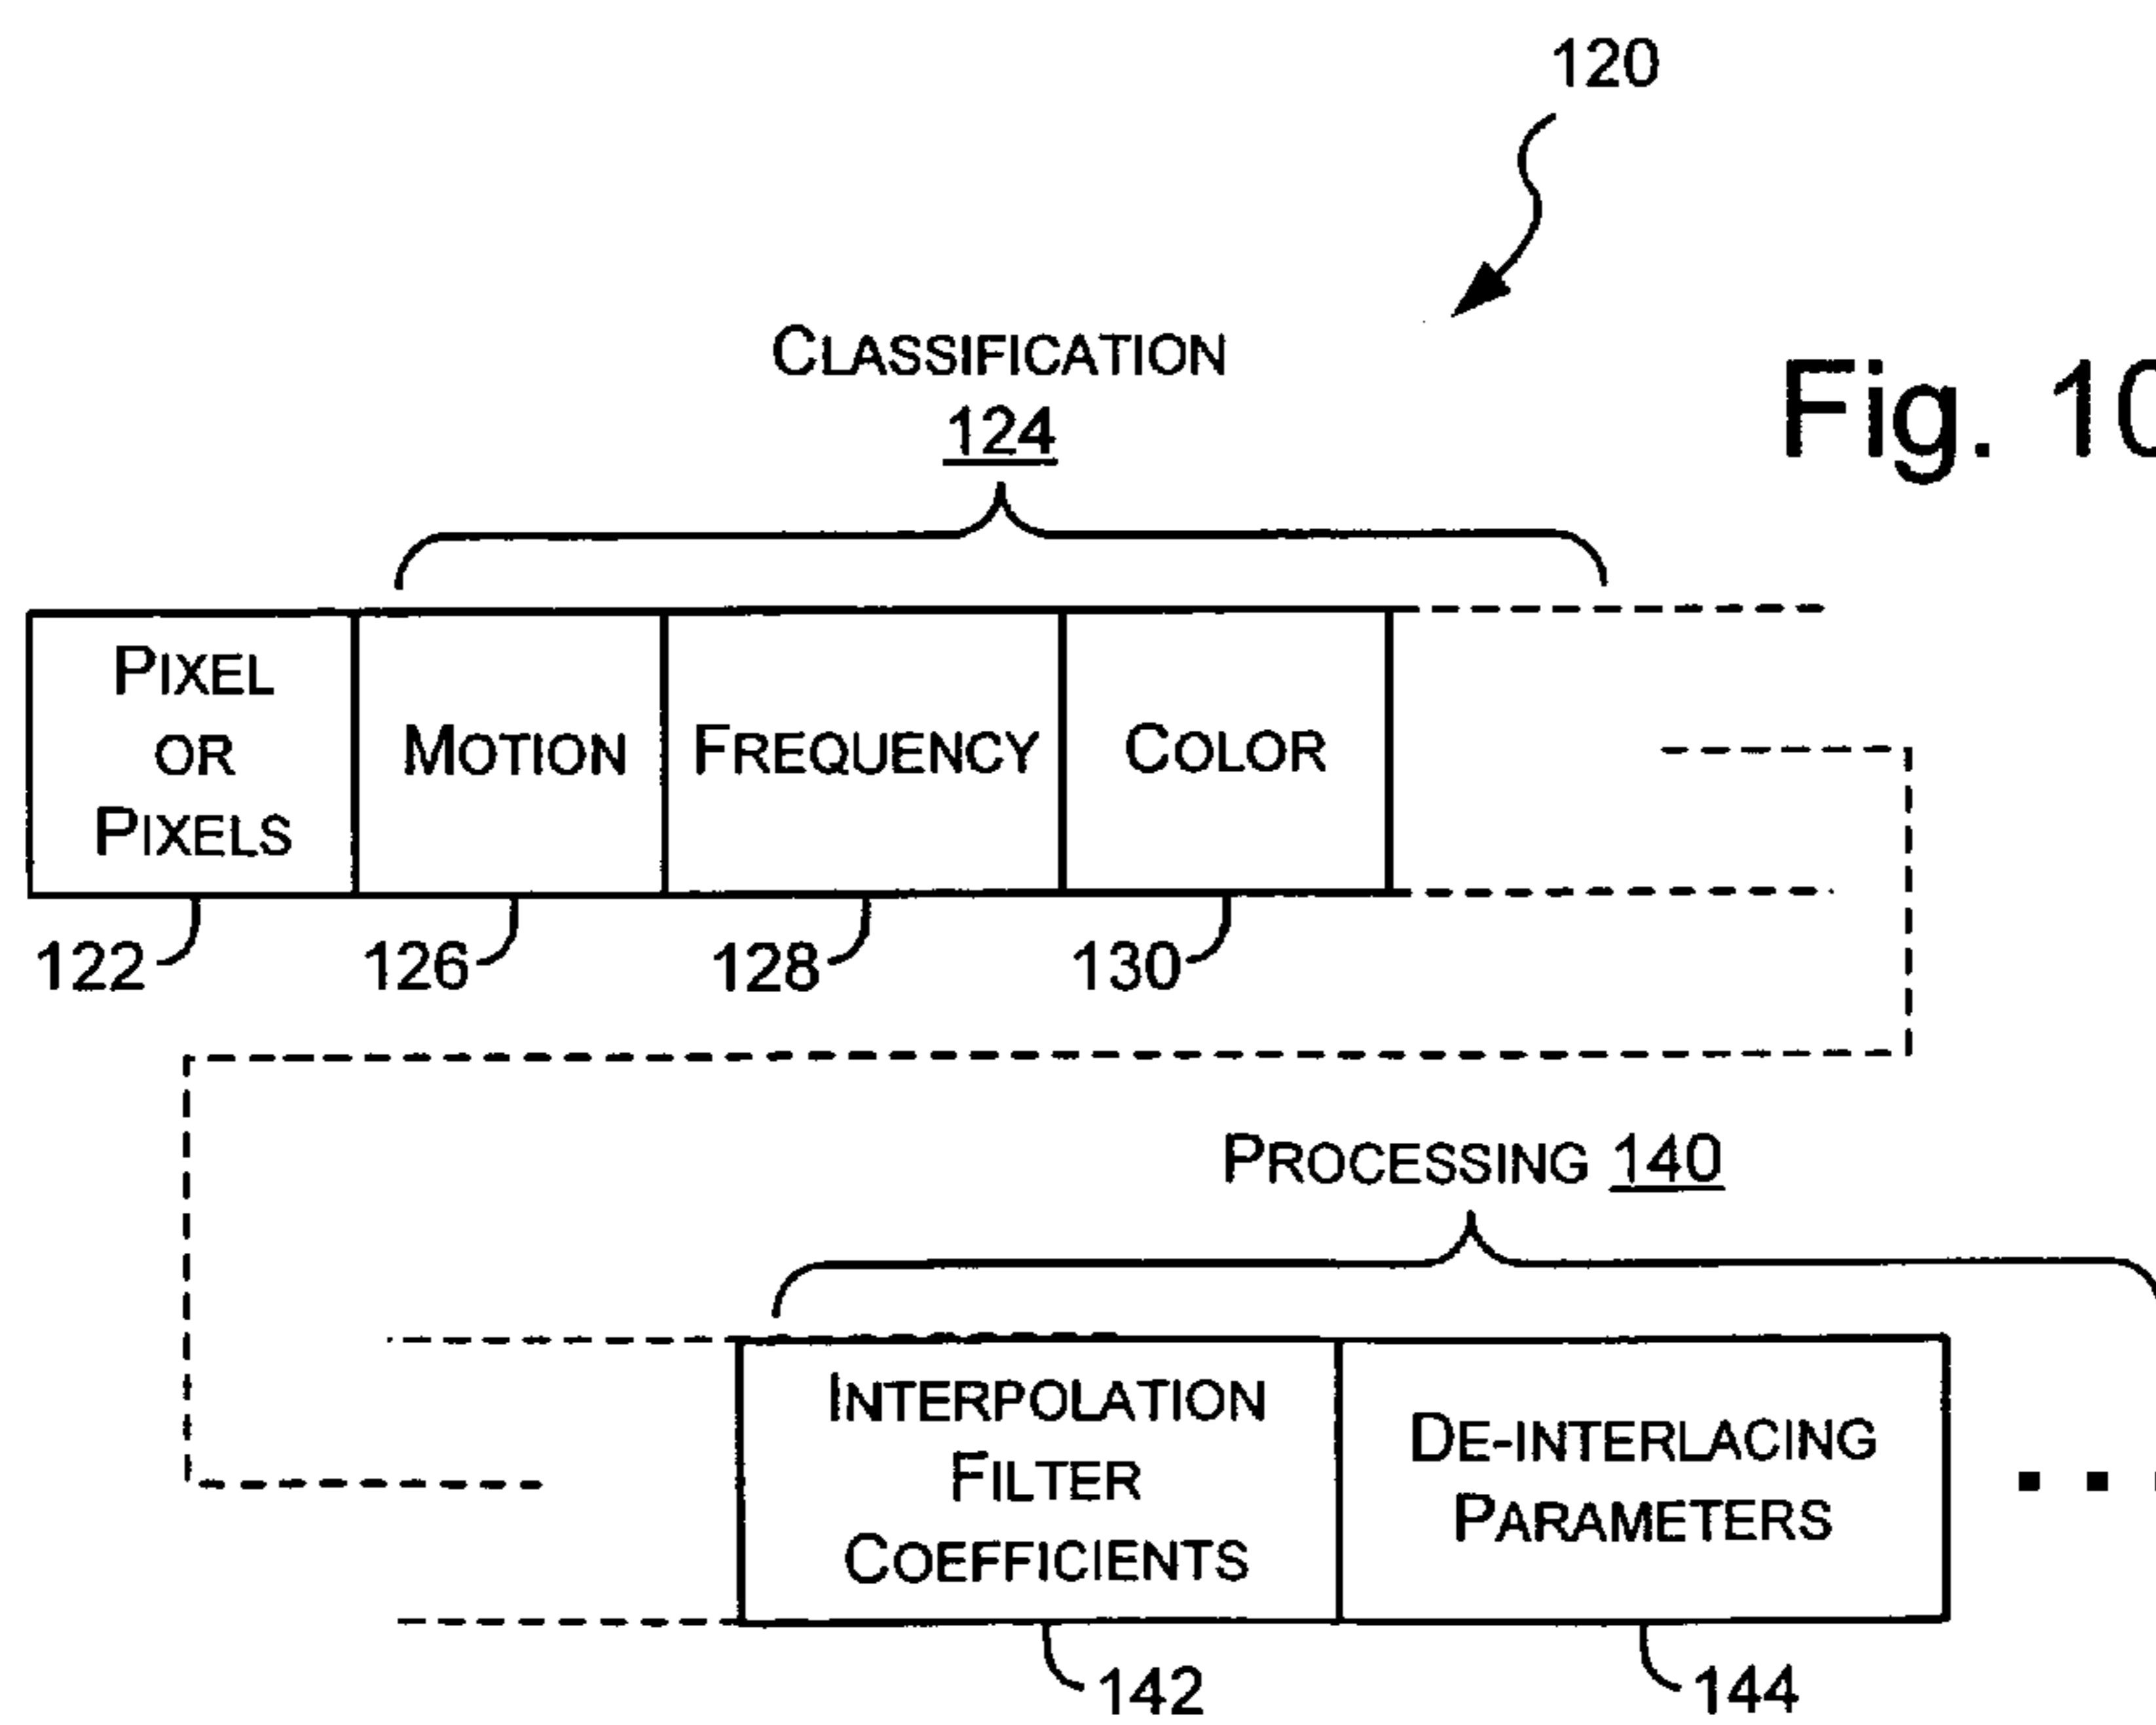 120
CLASSIFICATION
124
Fig. 10
PIXEL
OR
PIXELS
MOTION
FREQUENCY
COLOR
122
126
128
130
PROCESSING 140
INTERPOLATION
FILTER
COEFFICIENTS
DE-INTERLACING
PARAMETERS
...
142
144